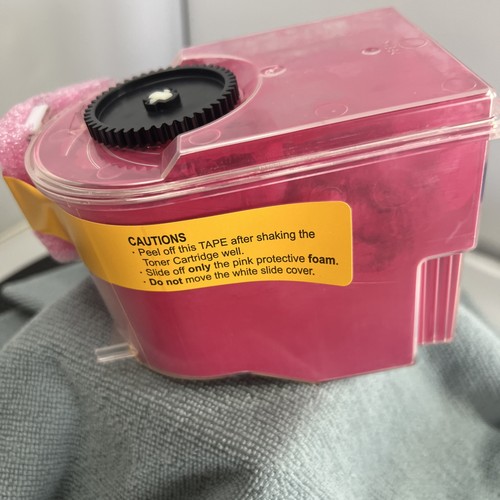 CAUTIONS
· Peel off this TAPE after shaking the
Toner Cartridge well.
· Slide off only the pink protective foam.
· Do not move the white slide cover.